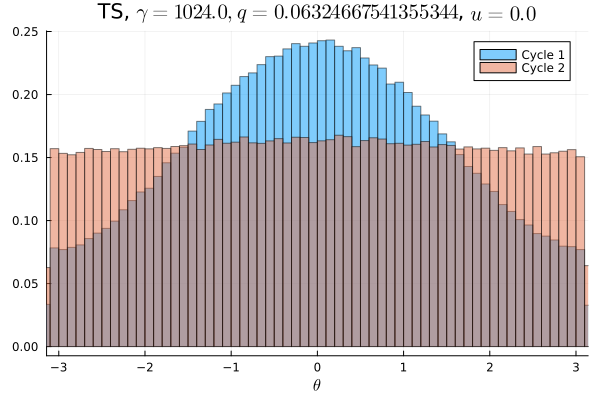 TS, γ = 1024.0, q = 0.06324667541355344, u = 0.0
0.25
0.20
0.15
0.10
0.05
0.00
Cycle 1
Cycle 2
−3 −2 −1 0 1 2 3
θ